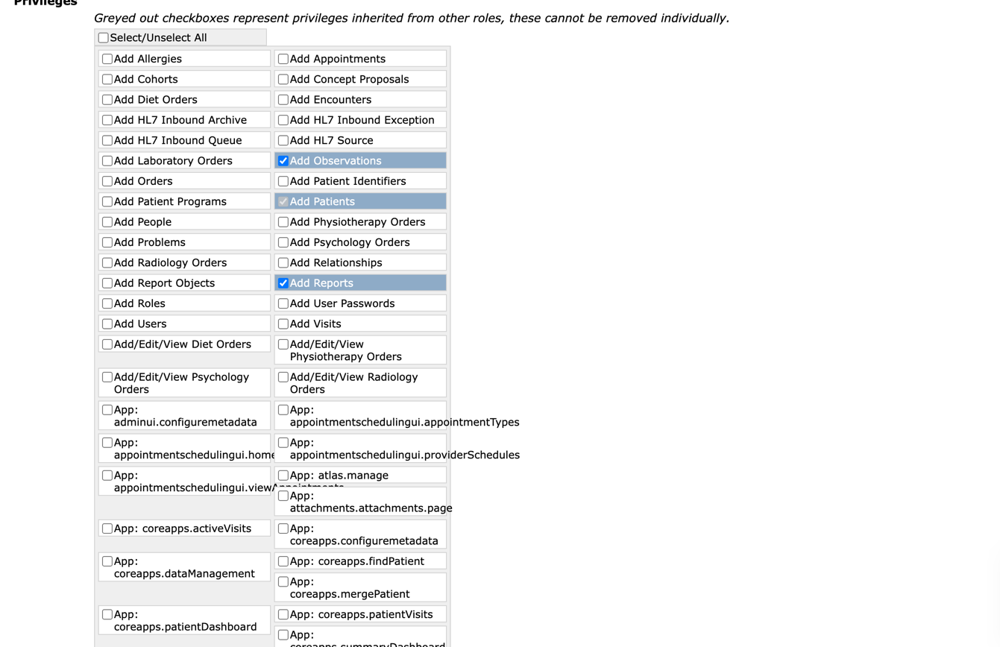 Privileges
Greyed out checkboxes represent privileges inherited from other roles, these cannot be removed individually.
Select/Unselect All
Add Allergies
Add Appointments
Add Cohorts
Add Concept Proposals
Add Diet Orders
Add Encounters
Add HL7 Inbound Archive
Add HL7 Inbound Exception
Add HL7 Inbound Queue
Add HL7 Source
Add Laboratory Orders
Add Observations
Add Orders
Add Patient Identifiers
Add Patient Programs
Add Patients
Add People
Add Physiotherapy Orders
Add Problems
Add Psychology Orders
Add Radiology Orders
Add Relationships
Add Report Objects
Add Reports
Add Roles
Add User Passwords
Add Users
Add Visits
Add/Edit/View Diet Orders
Add/Edit/View
Physiotherapy Orders
Add/Edit/View Psychology
Orders
Add/Edit/View Radiology
Orders
App:
adminui.configuremetadata
App:
appointmentschedulingui.appointmentTypes
App:
appointmentschedulingui.home
App:
appointmentschedulingui.providerSchedules
App:
appointmentschedulingui.viewAppointments
App: atlas.manage
App:
attachments.attachments.page
App: coreapps.activeVisits
App:
coreapps.configuremetadata
App:
coreapps.dataManagement
App: coreapps.findPatient
App:
coreapps.mergePatient
App:
coreapps.patientDashboard
App: coreapps.patientVisits
App:
coreapps.summaryDashboard